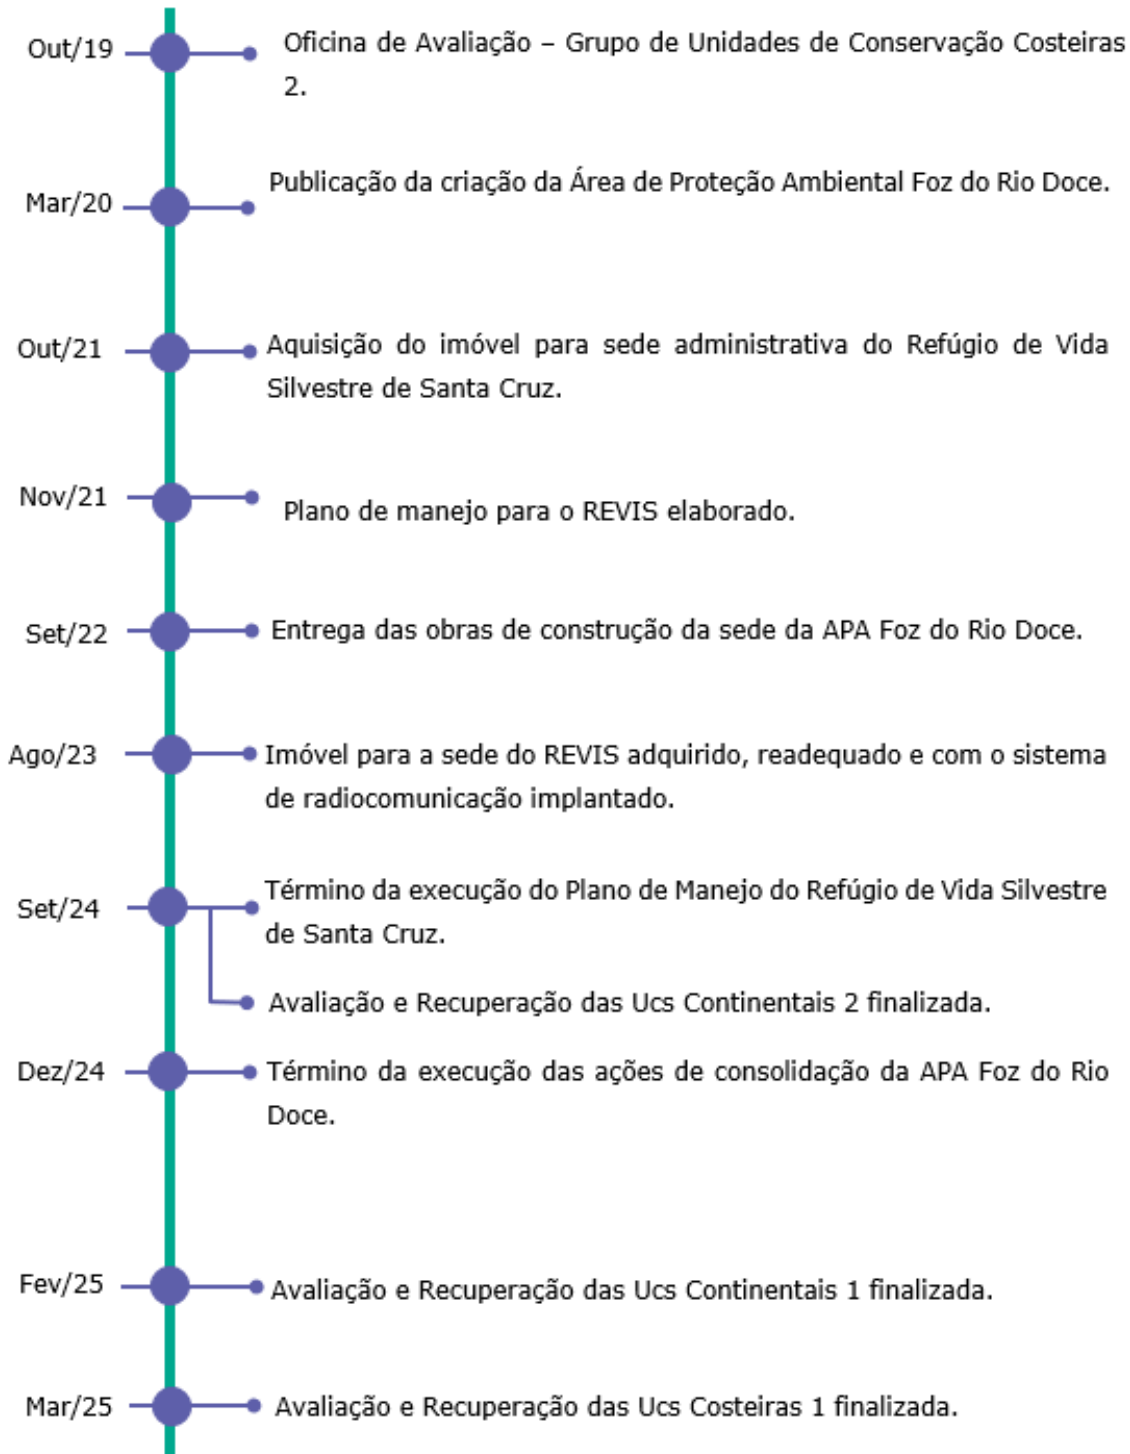 Out/19
Oficina de Avaliação – Grupo de Unidades de Conservação Costeiras
2.
Mar/20
Publicação da criação da Área de Proteção Ambiental Foz do Rio Doce.
Out/21
Aquisição do imóvel para sede administrativa do Refúgio de Vida
Silvestre de Santa Cruz.
Nov/21
Plano de manejo para o REVIS elaborado.
Set/22
Entrega das obras de construção da sede da APA Foz do Rio Doce.
Ago/23
Imóvel para a sede do REVIS adquirido, readequado e com o sistema
de radiocomunicação implantado.
Set/24
Término da execução do Plano de Manejo do Refúgio de Vida Silvestre
de Santa Cruz.
Avaliação e Recuperação das Ucs Continentais 2 finalizada.
Dez/24
Término da execução das ações de consolidação da APA Foz do Rio
Doce.
Fev/25
Avaliação e Recuperação das Ucs Continentais 1 finalizada.
Mar/25
Avaliação e Recuperação das Ucs Costeiras 1 finalizada.